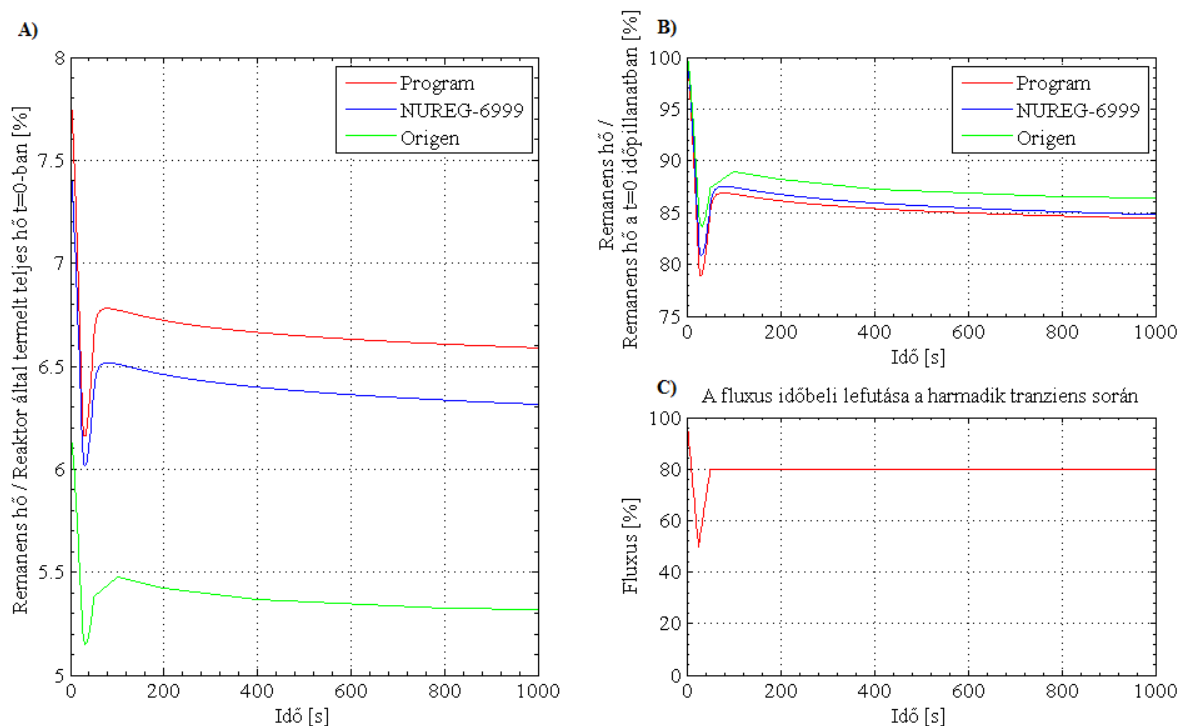 A)
Remanens hő / Reaktor által termelt teljes hő t=0-ban [%]
8
7.5
7
6.5
6
5.5
5
0
200
400
600
800
1000
Idő [s]
Program
NUREG-6999
Origen
B)
Remanens hő /
Remanens hő a t=0 időpillanatban [%]
100
95
90
85
80
75
0
200
400
600
800
1000
Idő [s]
Program
NUREG-6999
Origen
C)
A fluxus időbeli lefutása a harmadik tranziens során
Fluxus [%]
100
80
60
40
20
0
0
200
400
600
800
1000
Idő [s]